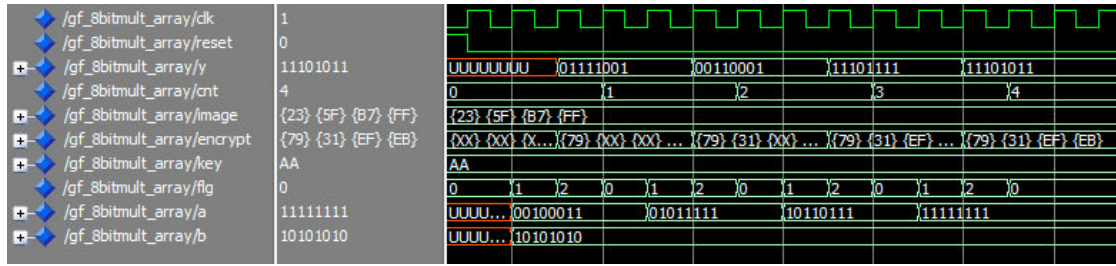 /gf_8bitmult_array/clk 1
/gf_8bitmult_array/reset 0
/gf_8bitmult_array/y 11101011 UUUUUUUU 01111001 00110001 11101111 11101011
/gf_8bitmult_array/cnt 4 0 1 2 3 4
/gf_8bitmult_array/image {23} {5F} {B7} {FF} {23} {5F} {B7} {FF}
/gf_8bitmult_array/encrypt {79} {31} {EF} {EB} {XX} {XX} {X... {79} {XX} {XX} ... {79} {31} {XX} ... {79} {31} {EF} ... {79} {31} {EF} {EB}
/gf_8bitmult_array/key AA AA
/gf_8bitmult_array/flg 0 0 1 2 0 1 2 0 1 2 0 1 2 0
/gf_8bitmult_array/a 11111111 UUUU... 00100011 01011111 10110111 11111111
/gf_8bitmult_array/b 10101010 UUUU... 10101010